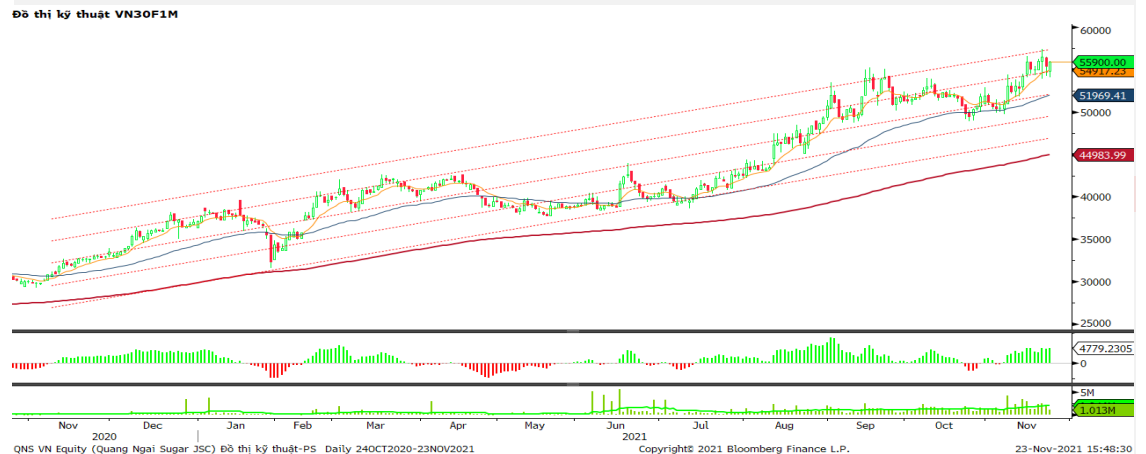 Đồ thị kỹ thuật VN30F1M
60000
55900.00
54917.23
51969.41
50000
44983.99
40000
35000
30000
25000
4779.2305
0
5M
1.013M
Nov Dec Jan Feb Mar Apr May Jun Jul Aug Sep Oct Nov
2020 2021
QNS VN Equity (Quang Ngai Sugar JSC) Đồ thị kỹ thuật-PS Daily 24OCT2020-23NOV2021 Copyright© 2021 Bloomberg Finance L.P. 23-Nov-2021 15:48:30